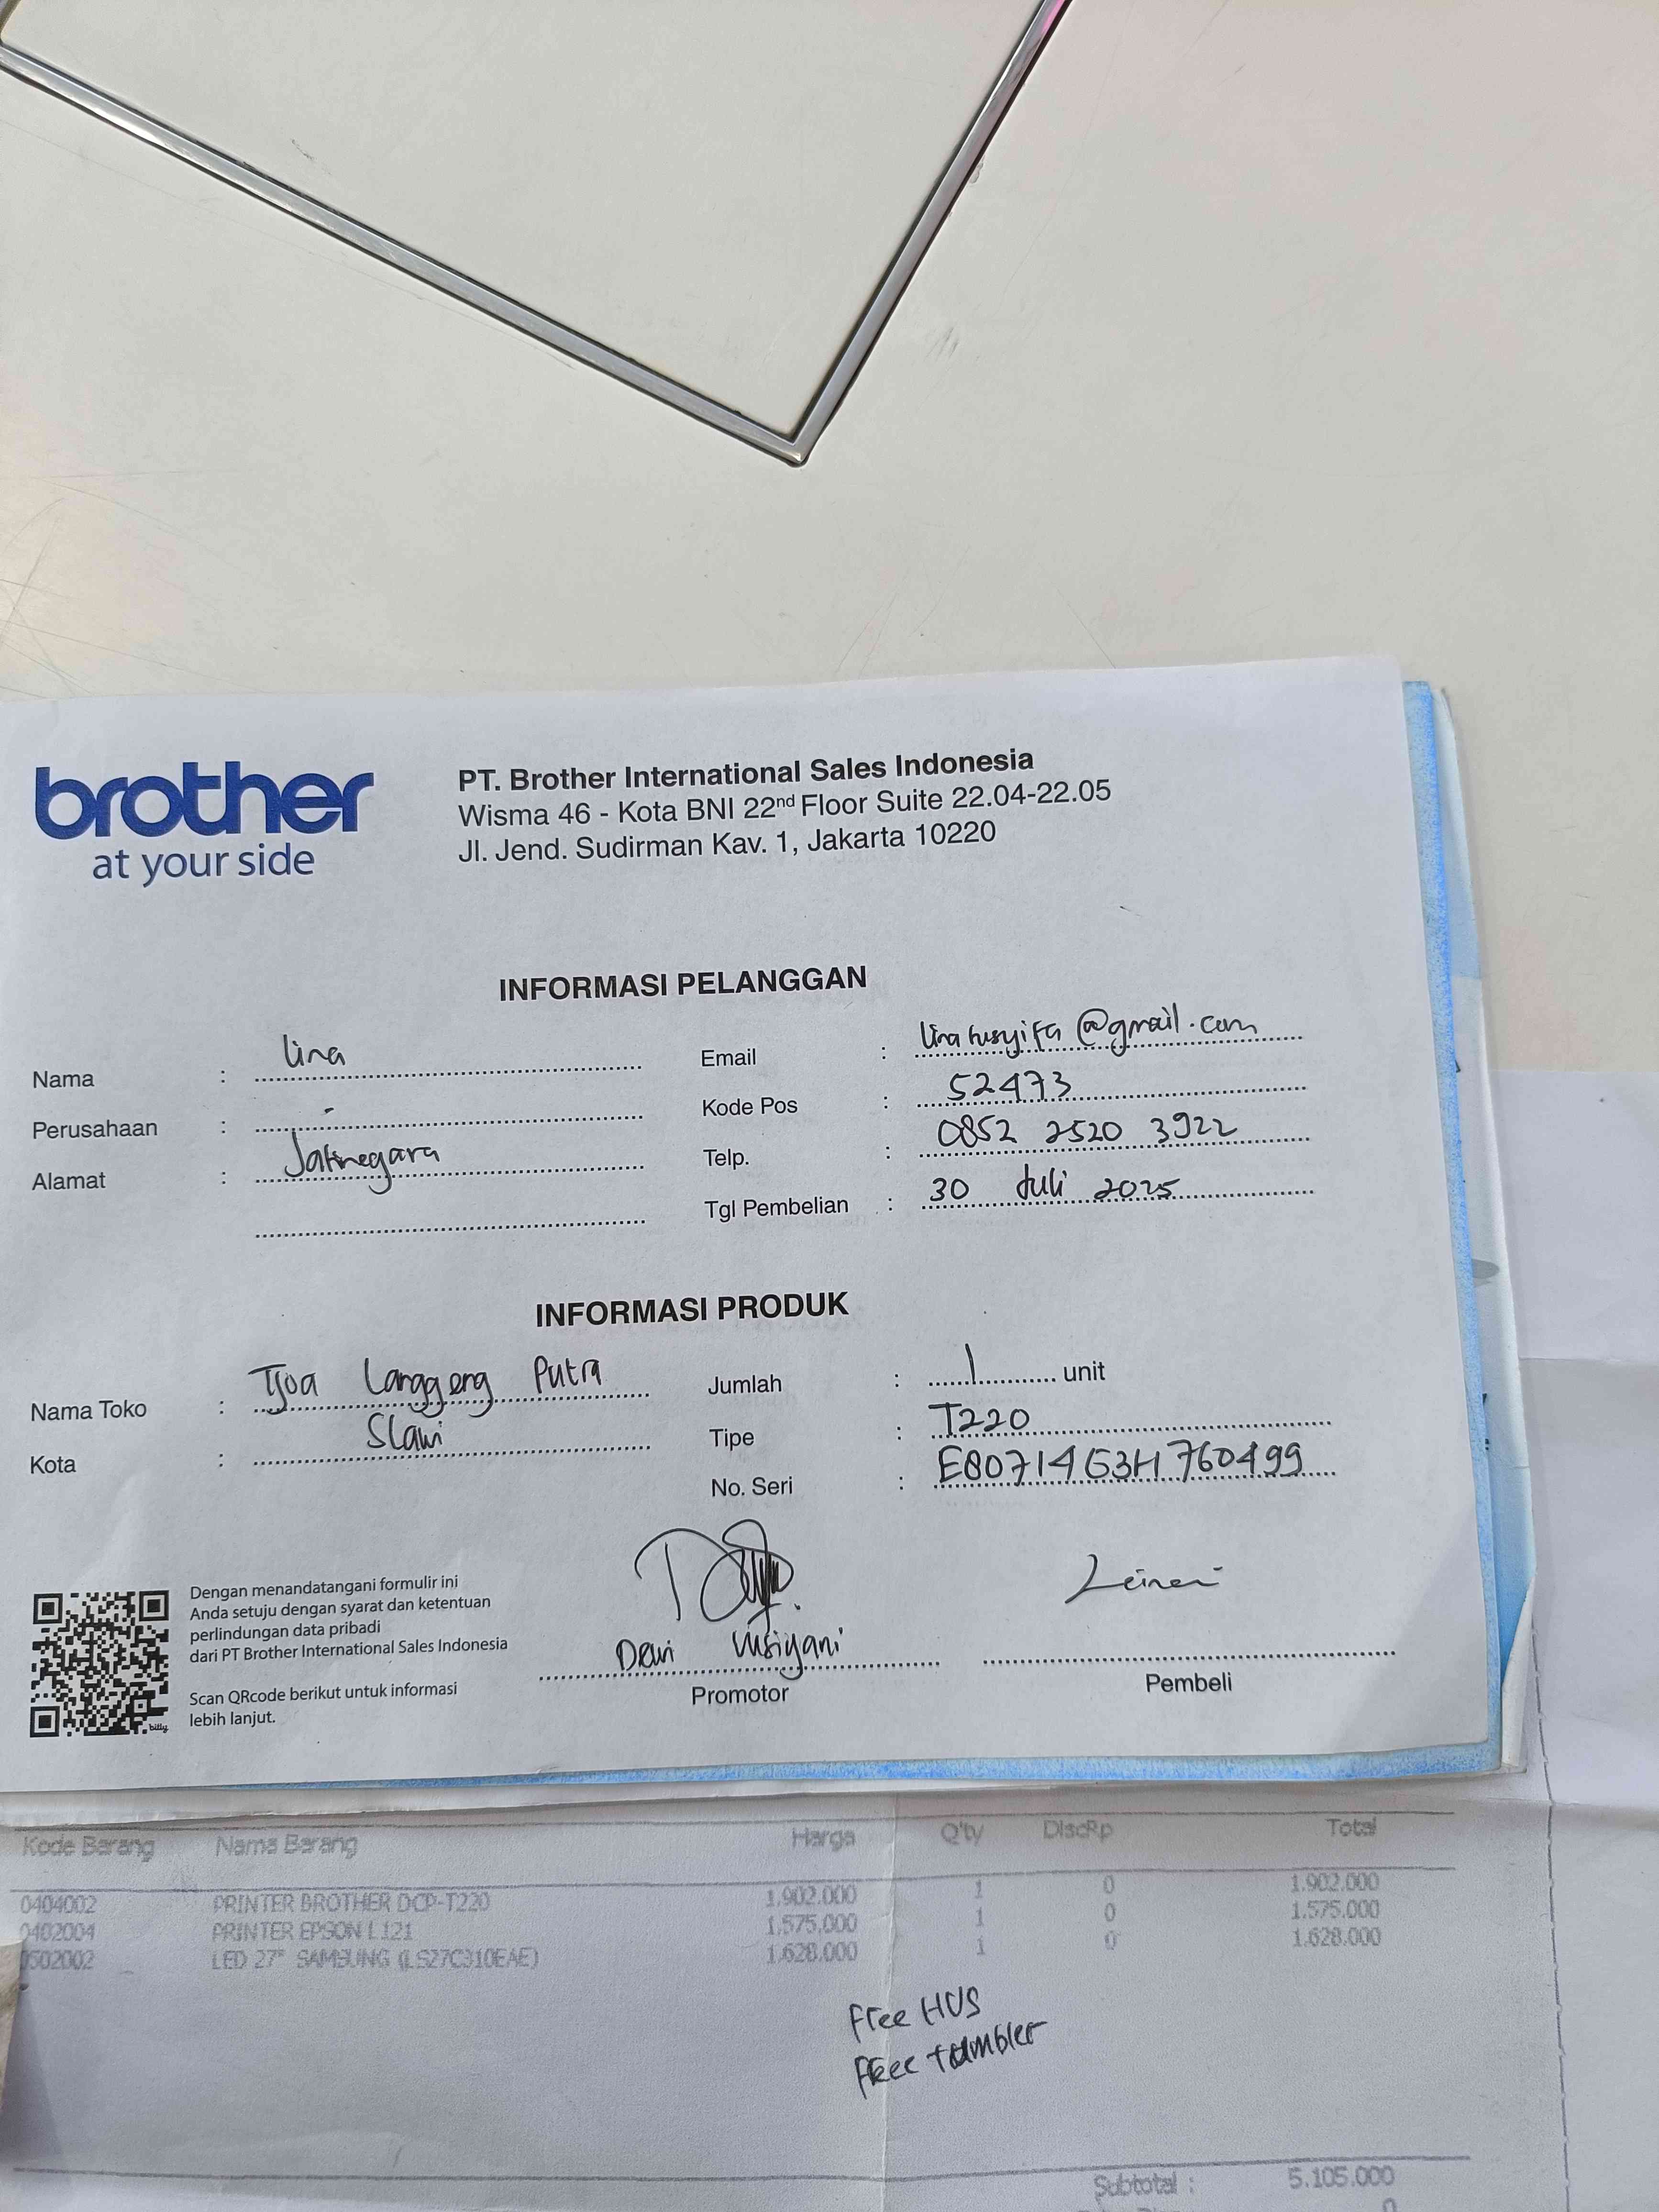 brother
at your side
PT. Brother International Sales Indonesia
Wisma 46 - Kota BNI 22nd Floor Suite 22.04-22.05
Jl. Jend. Sudirman Kav. 1, Jakarta 10220
INFORMASI PELANGGAN
Nama : lina
Perusahaan : -
Alamat : Jatinegara
Email : @gmail.com
Kode Pos : 52473
Telp. : 0852 2520 3922
Tgl Pembelian : 30 Juli 2025
INFORMASI PRODUK
Nama Toko : Tjoa Langgeng Putra
Kota : Slawi
Jumlah : 1 unit
Tipe : T220
No. Seri : E80714G3H760499
Dengan menandatangani formulir ini
Anda setuju dengan syarat dan ketentuan
perlindungan data pribadi
dari PT Brother International Sales Indonesia
Scan QRcode berikut untuk informasi
lebih lanjut.
bitly
Dewi
Promotor
Pembeli
Kode Barang Nama Barang Harga Q'ty DiscRp Total
0404002 PRINTER BROTHER DCP-T220 1.902.000 1 0 1.902.000
0402004 PRINTER EPSON L121 1.575.000 1 0 1.575.000
0502002 LED 27" SAMSUNG (LS27C310EAE) 1.628.000 1 0 1.628.000
Free HVS
Free tumbler
Subtotal : 5.105.000